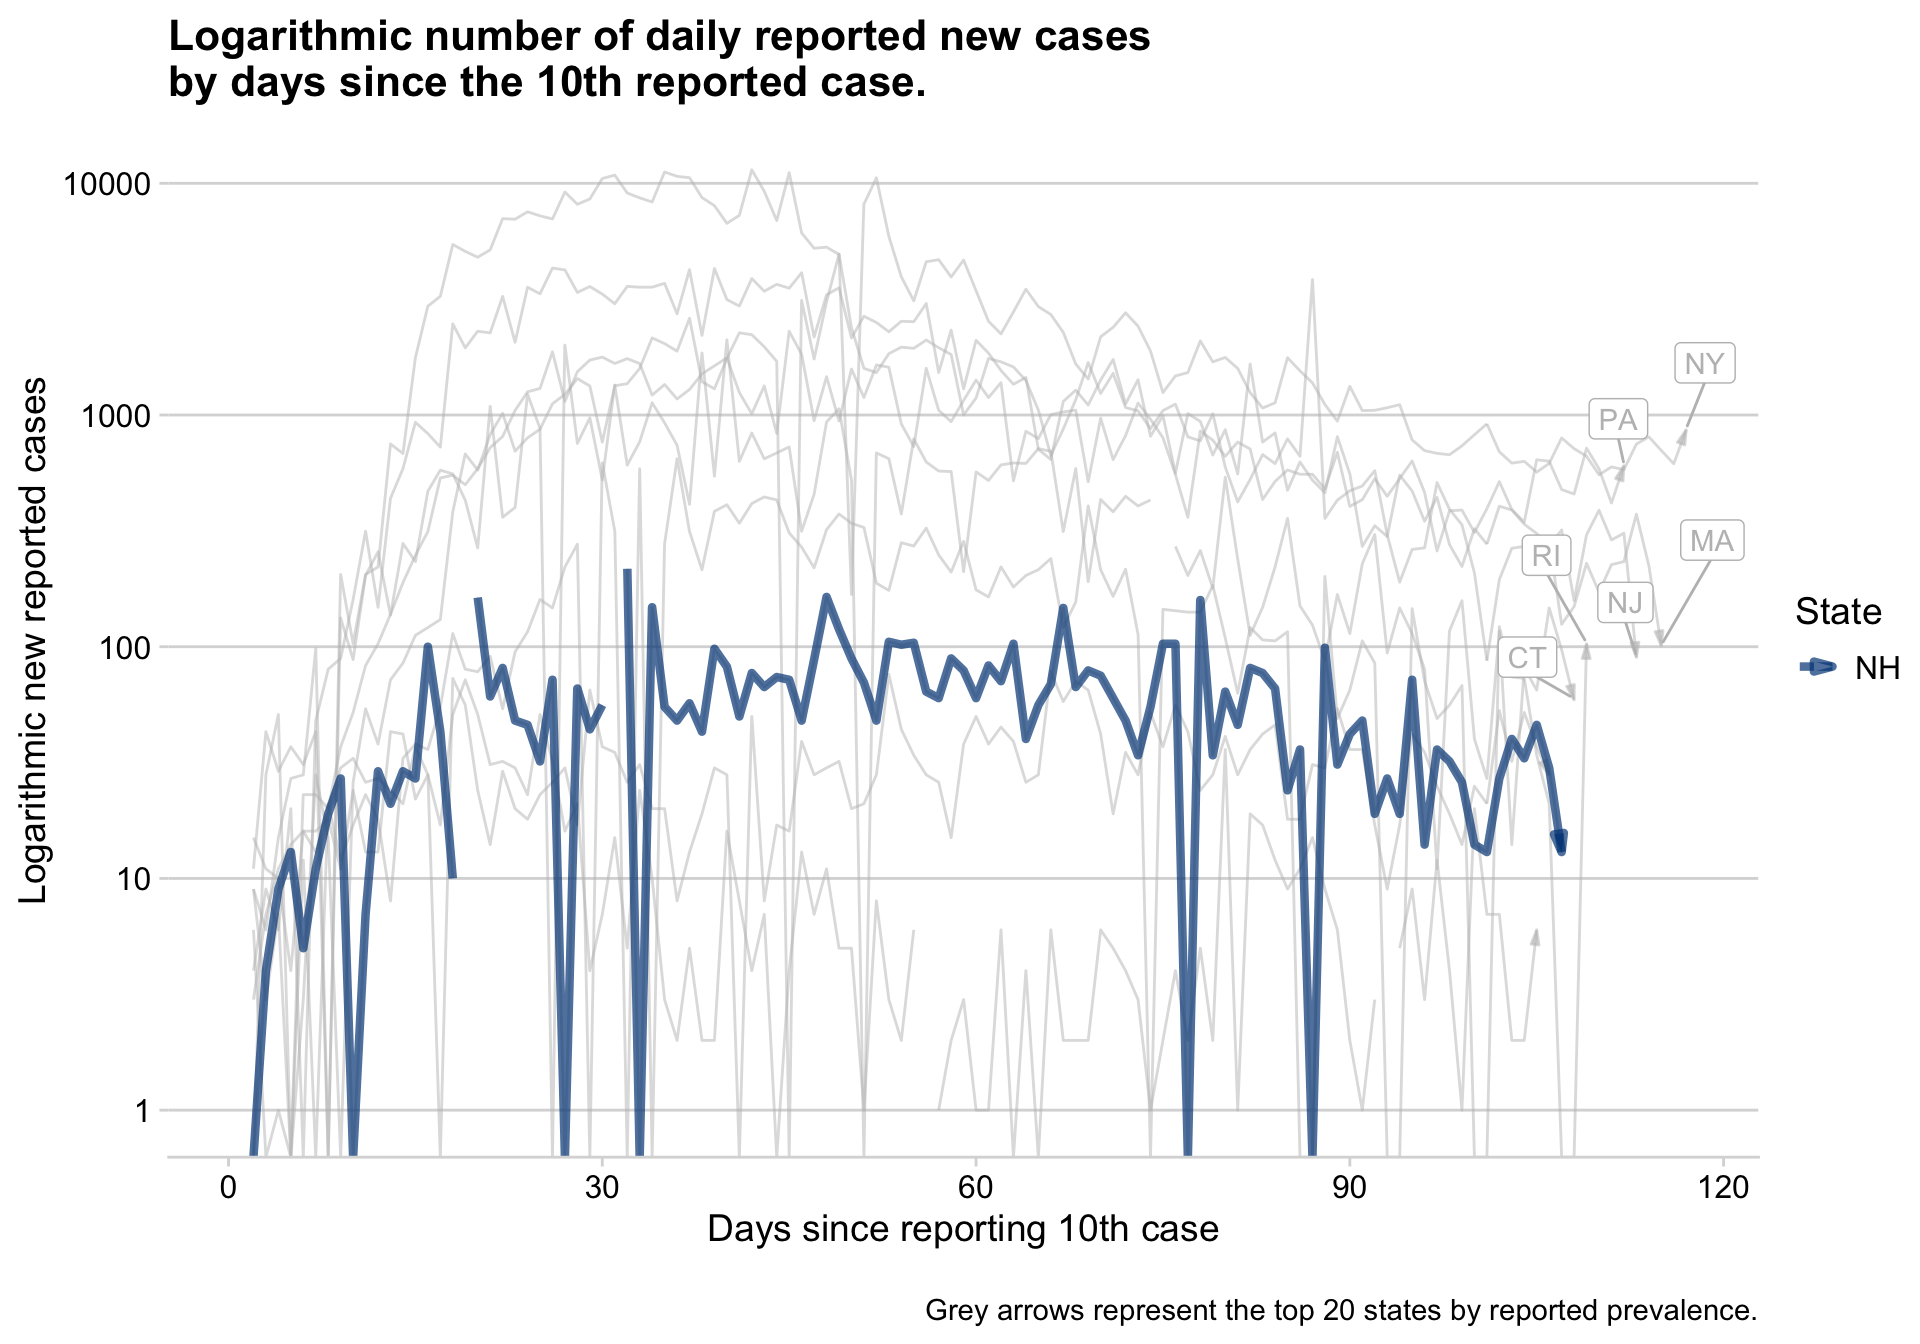 Logarithmic number of daily reported new cases
by days since the 10th reported case.
Logarithmic new reported cases
10000
1000
100
10
1
NY
PA
MA
RI
NJ
CT
State
NH
0
30
60
90
120
Days since reporting 10th case
Grey arrows represent the top 20 states by reported prevalence.